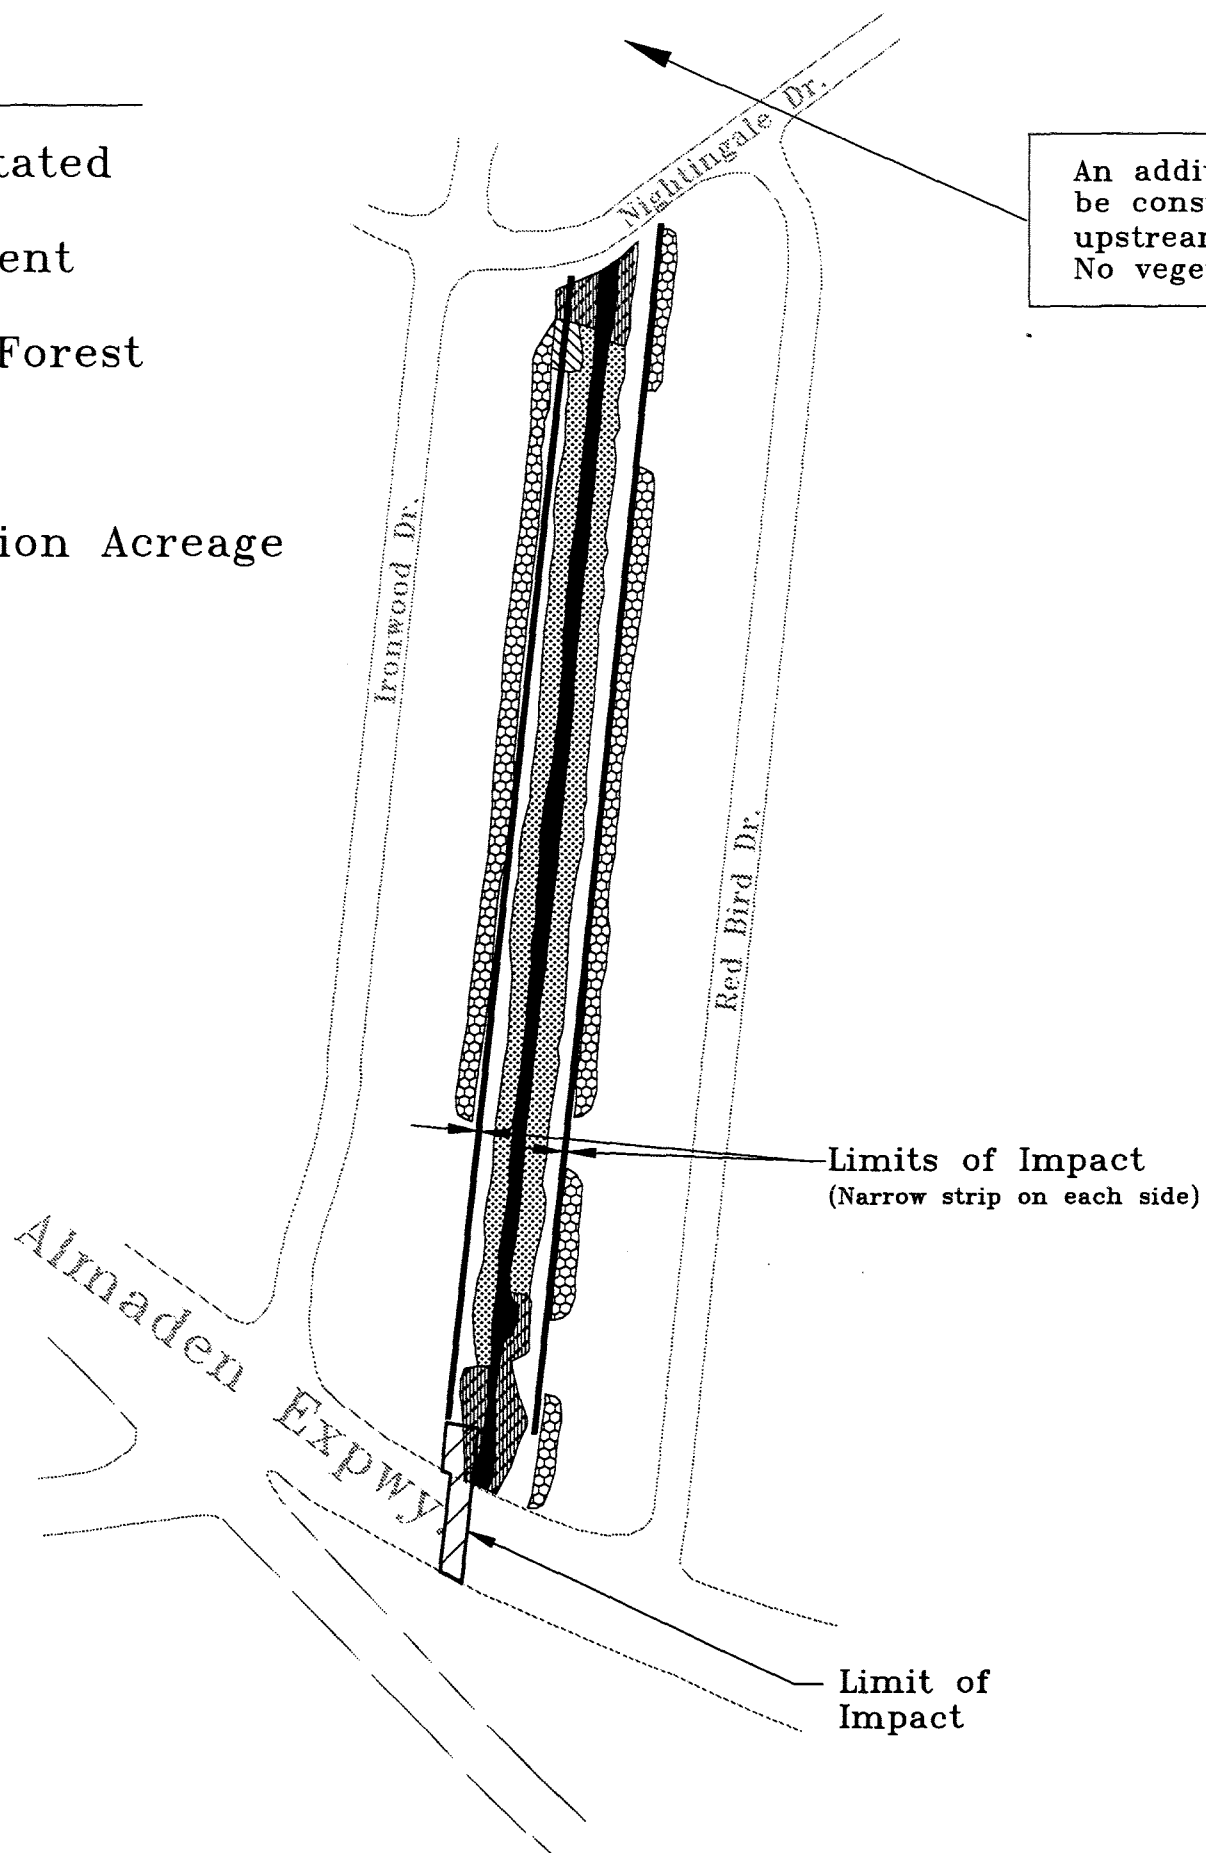 Nightingale Dr.
tated
ent
Forest
ion Acreage
An addit
be cons
upstrear
No vege
Ironwood Dr.
Red Bird Dr.
Limits of Impact
(Narrow strip on each side)
Almaden Expwy.
Limit of
Impact